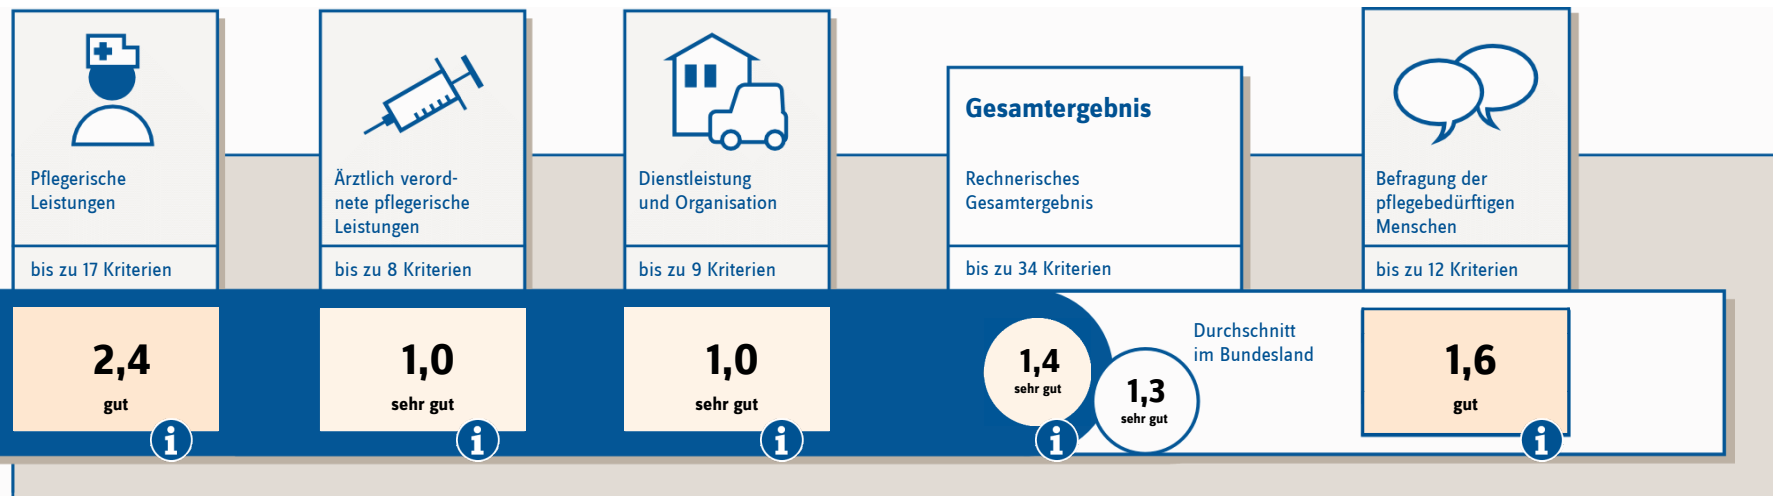 Pflegerische
Leistungen
bis zu 17 Kriterien
2,4
gut
i
Ärztlich verord-
nete pflegerische
Leistungen
bis zu 8 Kriterien
1,0
sehr gut
i
Dienstleistung
und Organisation
bis zu 9 Kriterien
1,0
sehr gut
i
Gesamtergebnis
Rechnerisches
Gesamtergebnis
bis zu 34 Kriterien
1,4
sehr gut
i
1,3
sehr gut
Durchschnitt
im Bundesland
Befragung der
pflegebedürftigen
Menschen
bis zu 12 Kriterien
1,6
gut
i